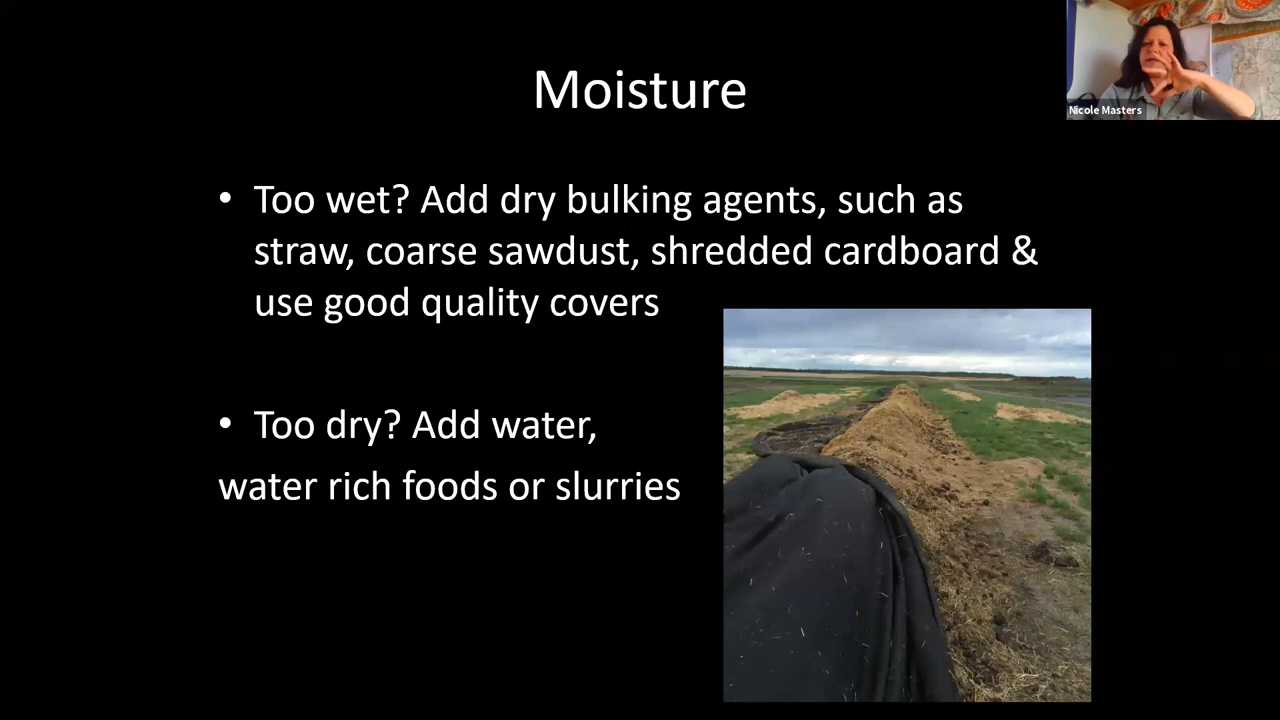 Moisture
Nicole Masters
• Too wet? Add dry bulking agents, such as
straw, coarse sawdust, shredded cardboard &
use good quality covers
• Too dry? Add water,
water rich foods or slurries